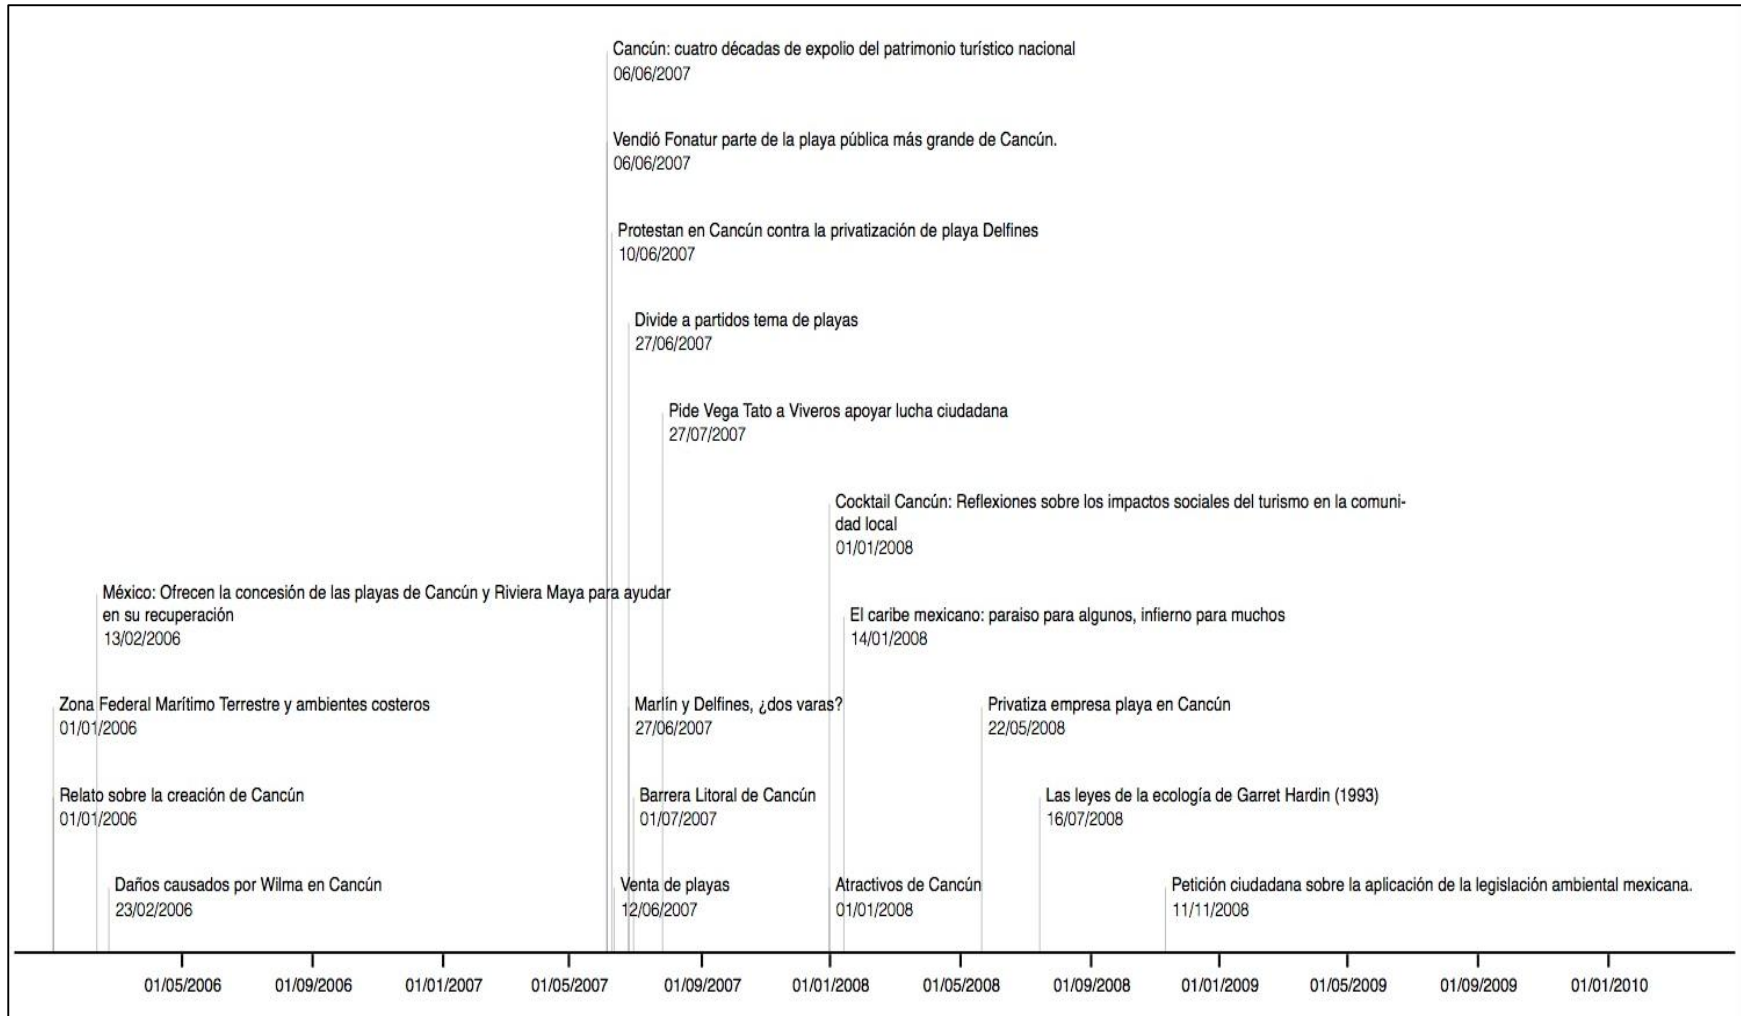 Cancún: cuatro décadas de expolio del patrimonio turístico nacional
06/06/2007
Vendió Fonatur parte de la playa pública más grande de Cancún.
06/06/2007
Protestan en Cancún contra la privatización de playa Delfines
10/06/2007
Divide a partidos tema de playas
27/06/2007
Pide Vega Tato a Viveros apoyar lucha ciudadana
27/07/2007
Cocktail Cancún: Reflexiones sobre los impactos sociales del turismo en la comuni-
dad local
01/01/2008
México: Ofrecen la concesión de las playas de Cancún y Riviera Maya para ayudar
en su recuperación
13/02/2006
El caribe mexicano: paraiso para algunos, infierno para muchos
14/01/2008
Zona Federal Marítimo Terrestre y ambientes costeros
01/01/2006
Marlín y Delfines, ¿dos varas?
27/06/2007
Privatiza empresa playa en Cancún
22/05/2008
Relato sobre la creación de Cancún
01/01/2006
Barrera Litoral de Cancún
01/07/2007
Las leyes de la ecología de Garret Hardin (1993)
16/07/2008
Daños causados por Wilma en Cancún
23/02/2006
Venta de playas
12/06/2007
Atractivos de Cancún
01/01/2008
Petición ciudadana sobre la aplicación de la legislación ambiental mexicana.
11/11/2008
01/05/2006 01/09/2006 01/01/2007 01/05/2007 01/09/2007 01/01/2008 01/05/2008 01/09/2008 01/01/2009 01/05/2009 01/09/2009 01/01/2010